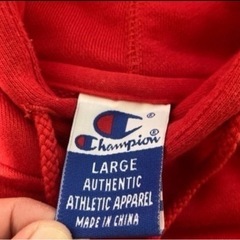 Champion
LARGE
AUTHENTIC
ATHLETIC APPAREL
MADE IN CHINA